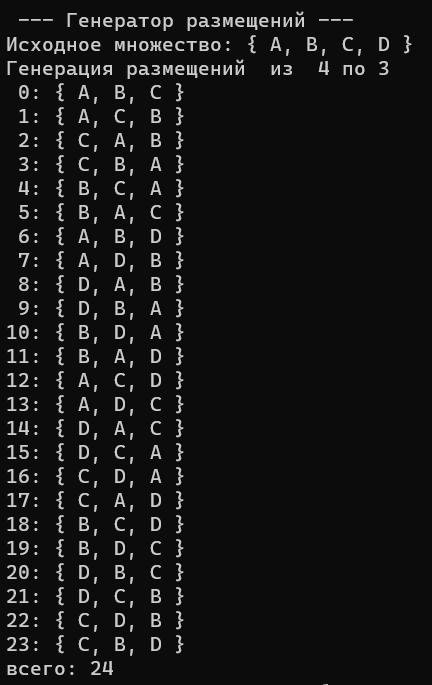 --- Генератор размещений ---
Исходное множество: { A, B, C, D }
Генерация размещений  из  4 по 3
 0: { A, B, C }
 1: { A, C, B }
 2: { C, A, B }
 3: { C, B, A }
 4: { B, C, A }
 5: { B, A, C }
 6: { A, B, D }
 7: { A, D, B }
 8: { D, A, B }
 9: { D, B, A }
10: { B, D, A }
11: { B, A, D }
12: { A, C, D }
13: { A, D, C }
14: { D, A, C }
15: { D, C, A }
16: { C, D, A }
17: { C, A, D }
18: { B, C, D }
19: { B, D, C }
20: { D, B, C }
21: { D, C, B }
22: { C, D, B }
23: { C, B, D }
всего: 24